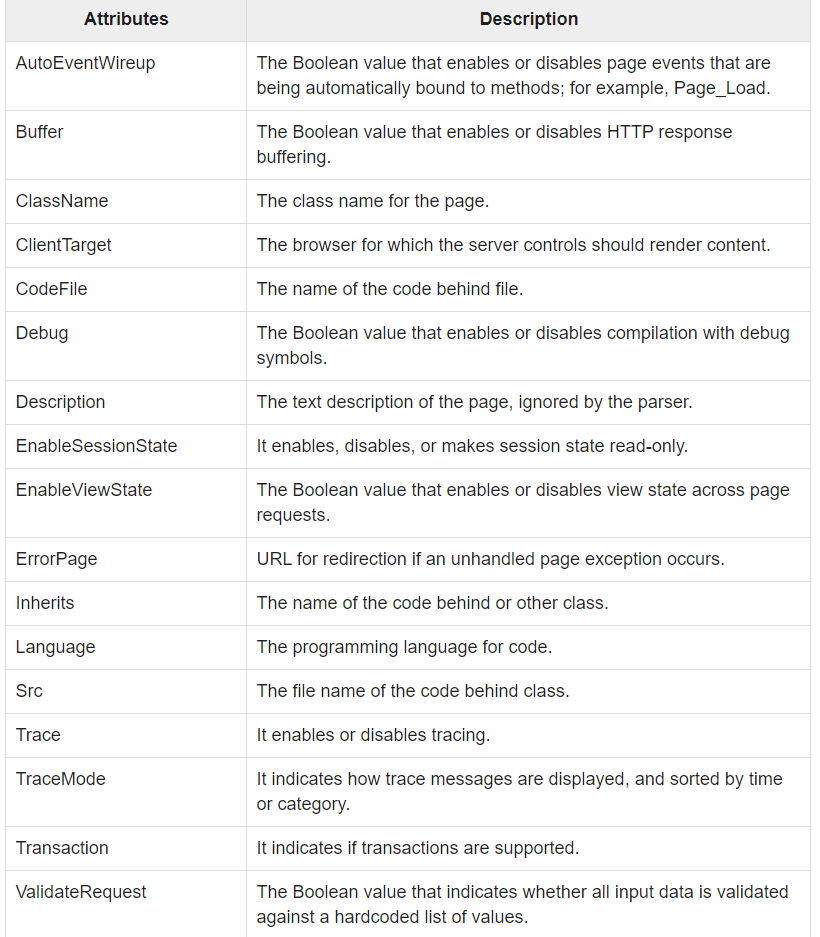 Attributes Description
AutoEventWireup The Boolean value that enables or disables page events that are
being automatically bound to methods; for example, Page_Load.
Buffer The Boolean value that enables or disables HTTP response
buffering.
ClassName The class name for the page.
ClientTarget The browser for which the server controls should render content.
CodeFile The name of the code behind file.
Debug The Boolean value that enables or disables compilation with debug
symbols.
Description The text description of the page, ignored by the parser.
EnableSessionState It enables, disables, or makes session state read-only.
EnableViewState The Boolean value that enables or disables view state across page
requests.
ErrorPage URL for redirection if an unhandled page exception occurs.
Inherits The name of the code behind or other class.
Language The programming language for code.
Src The file name of the code behind class.
Trace It enables or disables tracing.
TraceMode It indicates how trace messages are displayed, and sorted by time
or category.
Transaction It indicates if transactions are supported.
ValidateRequest The Boolean value that indicates whether all input data is validated
against a hardcoded list of values.